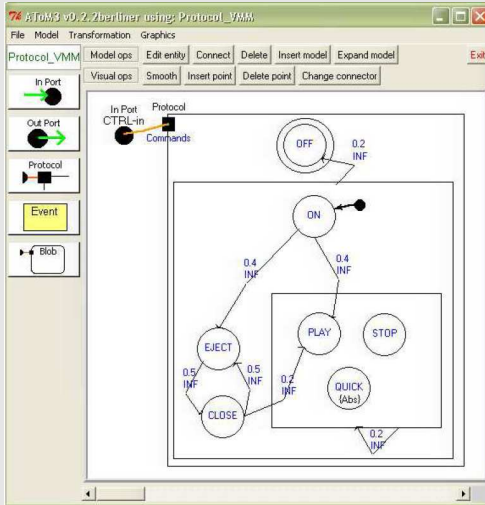 7% AToM3 v0.2.2berliner using: Protocol_VMM
File Model Transformation Graphics
Protocol_VMM Model ops Edit entity Connect Delete Insert model Expand model Exit
Visual ops Smooth Insert point Delete point Change connector
In Port
Out Port
Protocol
Event
Blob
In Port
CTRL-in
Protocol
Commands
OFF
0.2
INF
ON
0.4
INF
0.4
INF
EJECT
PLAY
STOP
0.5
INF
0.5
INF
0.2
INF
QUICK
{Abs}
CLOSE
0.2
INF